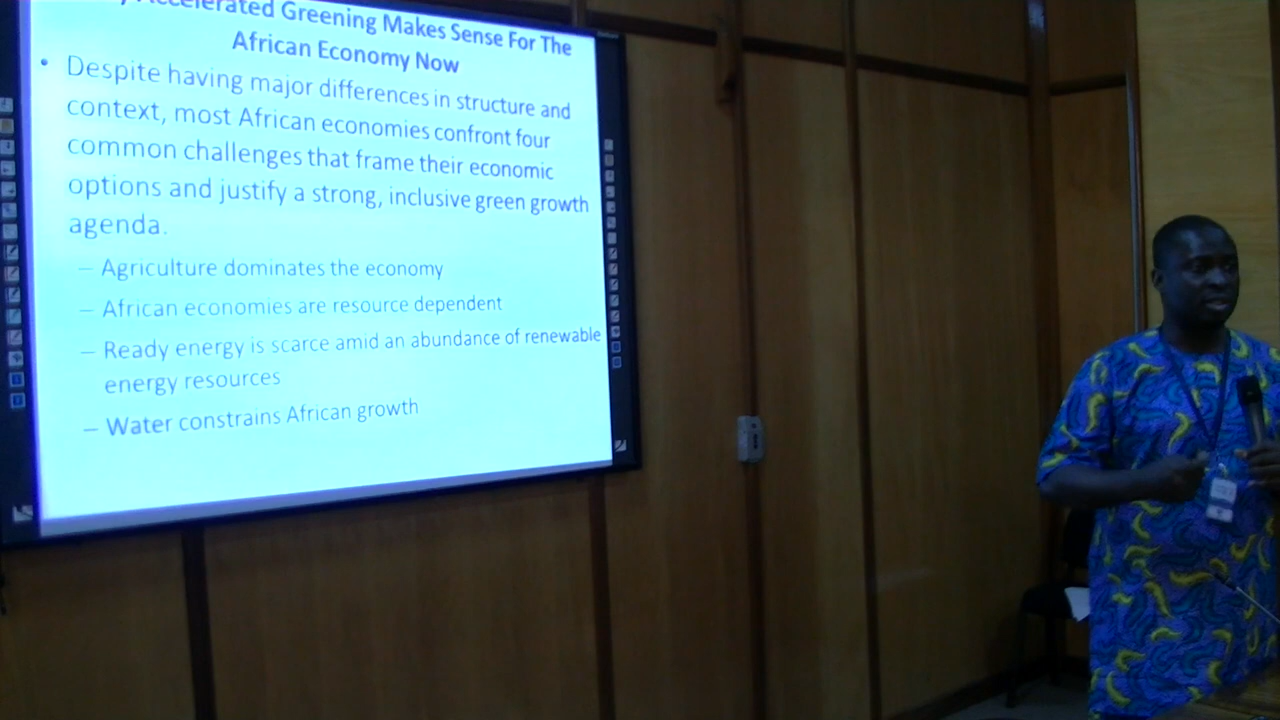 Accelerated Greening Makes Sense For The
African Economy Now
• Despite having major differences in structure and
context, most African economies confront four
common challenges that frame their economic
options and justify a strong, inclusive green growth
agenda.
– Agriculture dominates the economy
– African economies are resource dependent
– Ready energy is scarce amid an abundance of renewable
energy resources
– Water constrains African growth